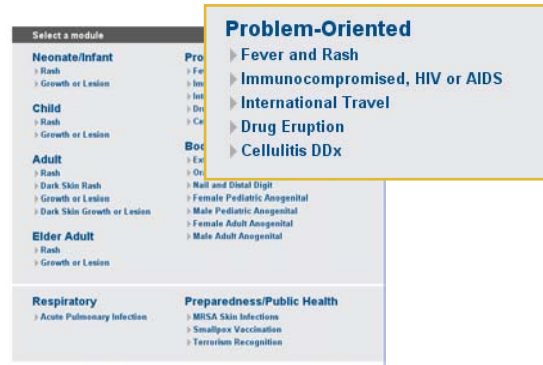 Select a module
Neonate/Infant
Rash
Growth or Lesion
Child
Rash
Growth or Lesion
Adult
Rash
Dark Skin Rash
Growth or Lesion
Dark Skin Growth or Lesion
Elder Adult
Rash
Growth or Lesion
Problem-Oriented
Fever and Rash
Immunocompromised, HIV or AIDS
International Travel
Drug Eruption
Cellulitis DDx
Nail and Distal Digit
Female Pediatric Anogenital
Male Pediatric Anogenital
Female Adult Anogenital
Male Adult Anogenital
Respiratory
Acute Pulmonary Infection
Preparedness/Public Health
MRSA Skin Infections
Smallpox Vaccination
Terrorism Recognition